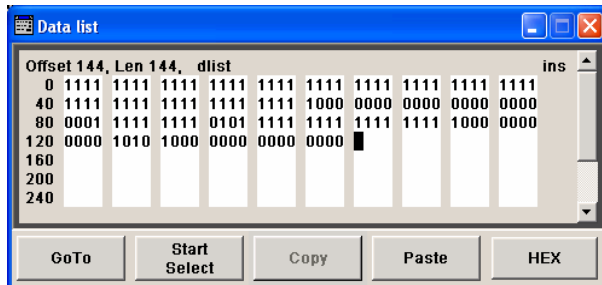 Data list
Offset 144, Len 144, dlist ins
0 1111 1111 1111 1111 1111 1111 1111 1111 1111 1111
40 1111 1111 1111 1111 1111 1000 0000 0000 0000 0000
80 0001 1111 1111 0101 1111 1111 1111 1111 1000 0000
120 0000 1010 1000 0000 0000 0000
160
200
240
GoTo Start Select Copy Paste HEX